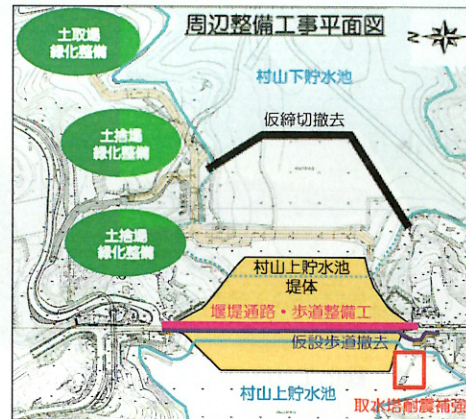 周辺整備工事平面図
N
土取場
緑化整備
村山下貯水池
仮締切撤去
土捨場
緑化整備
土捨場
緑化整備
村山上貯水池
堤体
堰堤通路・歩道整備工
仮設歩道撤去
村山上貯水池
取水塔耐震補強